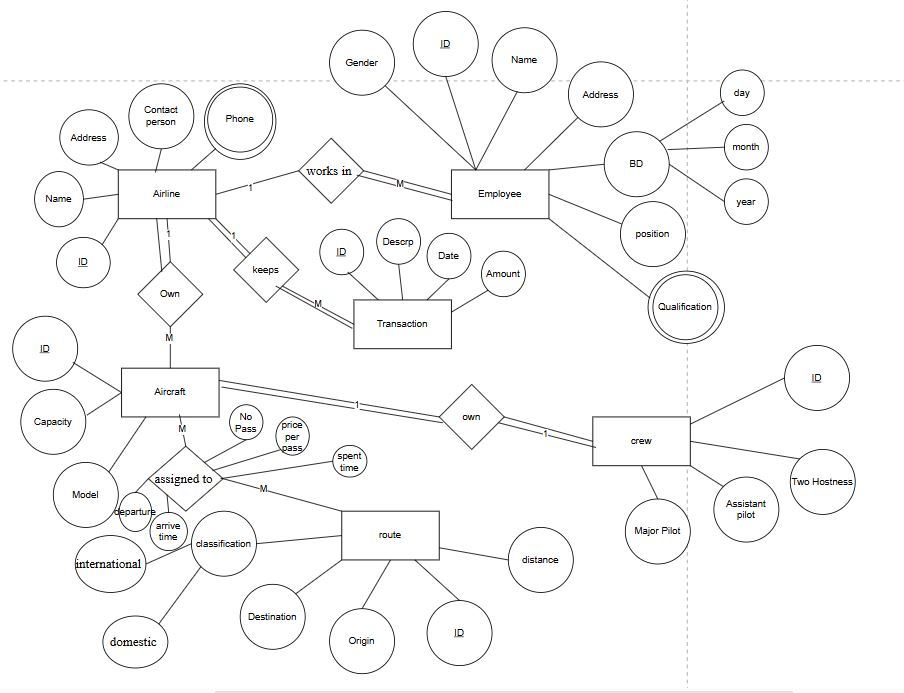 ID
Gender
Name
Address
day
Contact
person
Phone
Address
month
BD
works in
1
M
Airline
Employee
Name
year
position
1
1
ID
Descrp
Date
ID
keeps
Amount
Own
M
Qualification
Transaction
M
ID
Aircraft
ID
1
own
Capacity
No
Pass
price
per
pass
M
1
crew
spent
time
assigned to
Two Hostness
M
Model
departure
Assistant
pilot
arrive
time
Major Pilot
route
classification
distance
international
Destination
ID
Origin
domestic